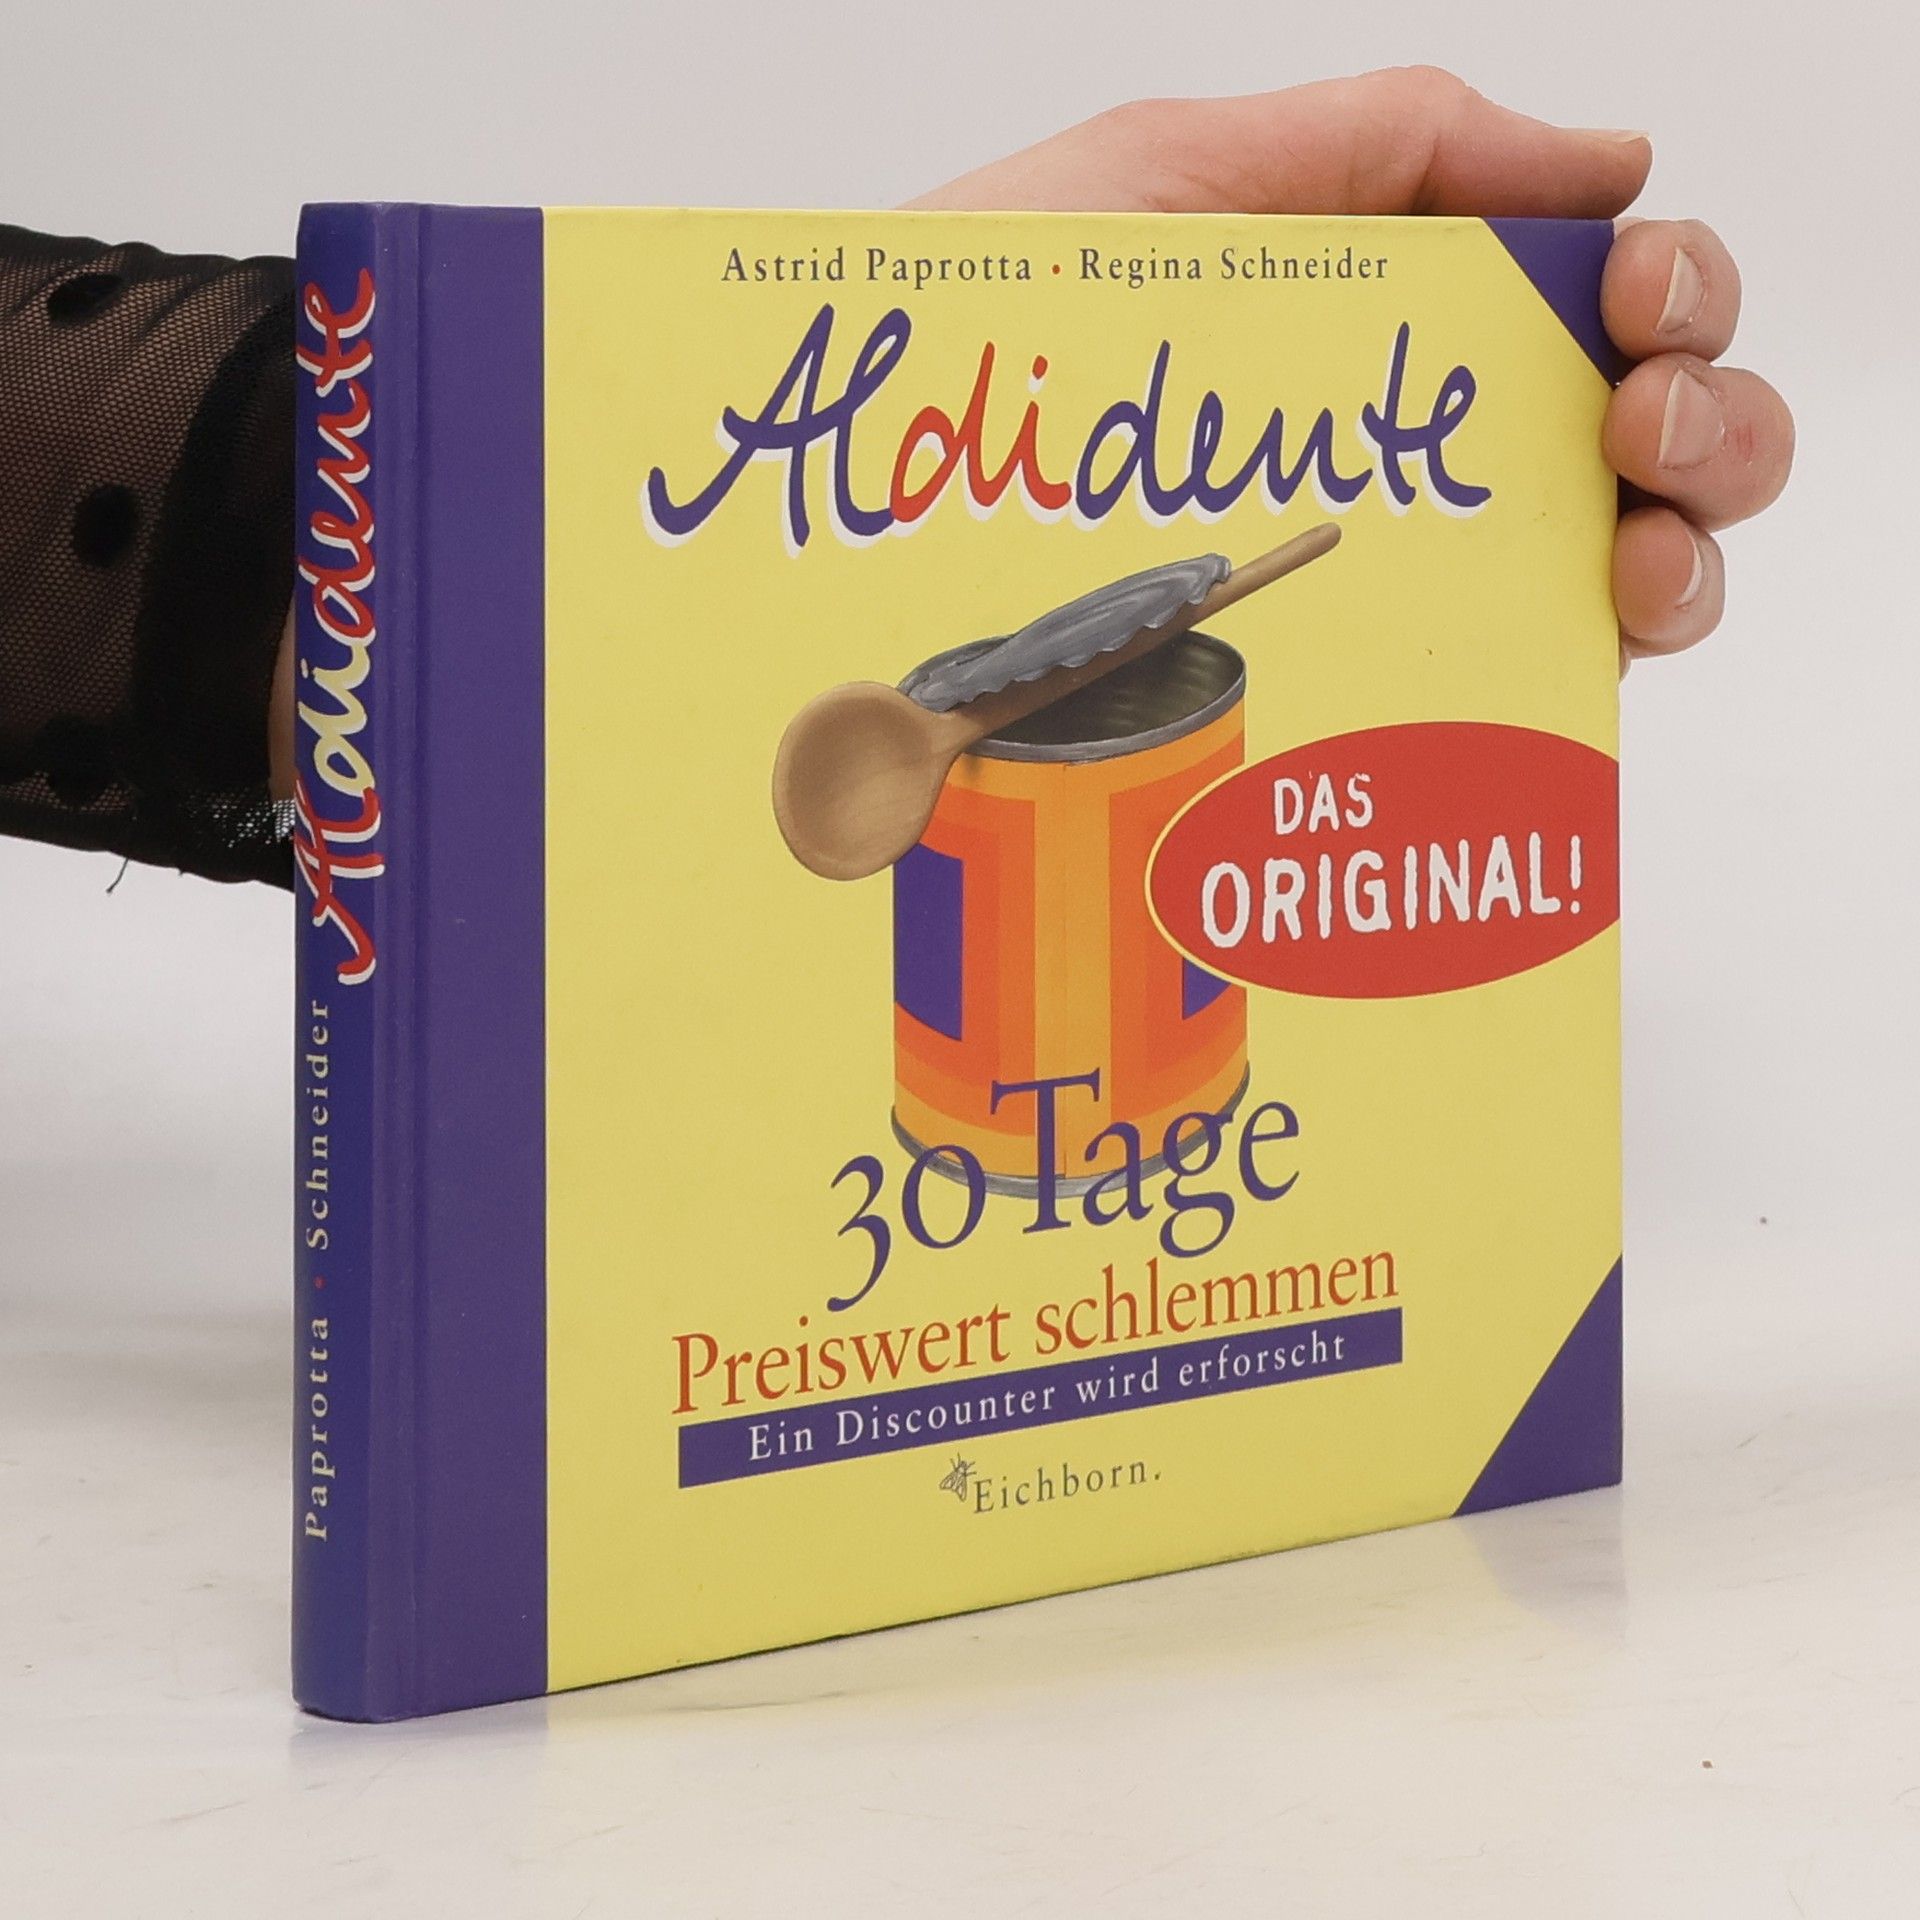 Astrid Paprotta • Regina Schneider
Aldidente
DAS
ORIGINAL!
30 Tage
Preiswert schlemmen
Ein Discounter wird erforscht
Eichborn.
Paprotta • Schneider Aldidente